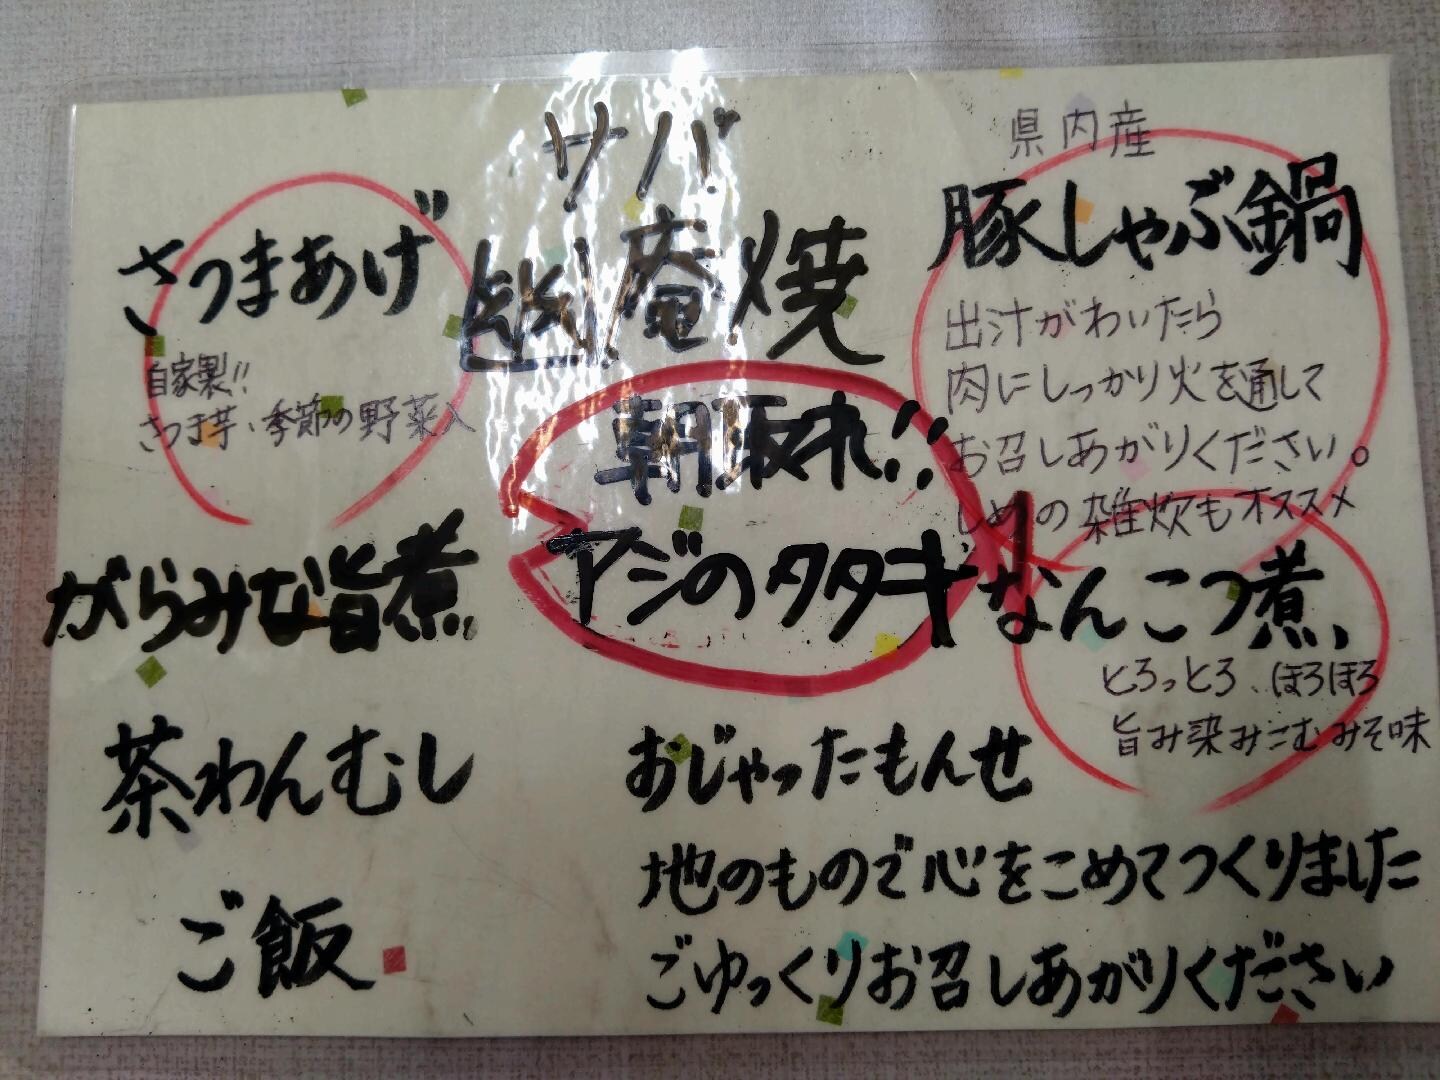 さつまあげ
自家製!!
さつま芋、季節の野菜入
がらみな旨煮
茶わんむし
ご飯
サバ
幽庵焼
朝取れ!!
アジのタタキ
県内産
豚しゃぶ鍋
出汁がわいたら
肉にしっかり火を通して
お召しあがりください。
しめの雑炊もオススメ
なんこつ煮
とろっとろ、ほろほろ
旨み染みこむみそ味
おじゃったもんせ
地のもので心をこめてつくりました
ごゆっくりお召しあがりください